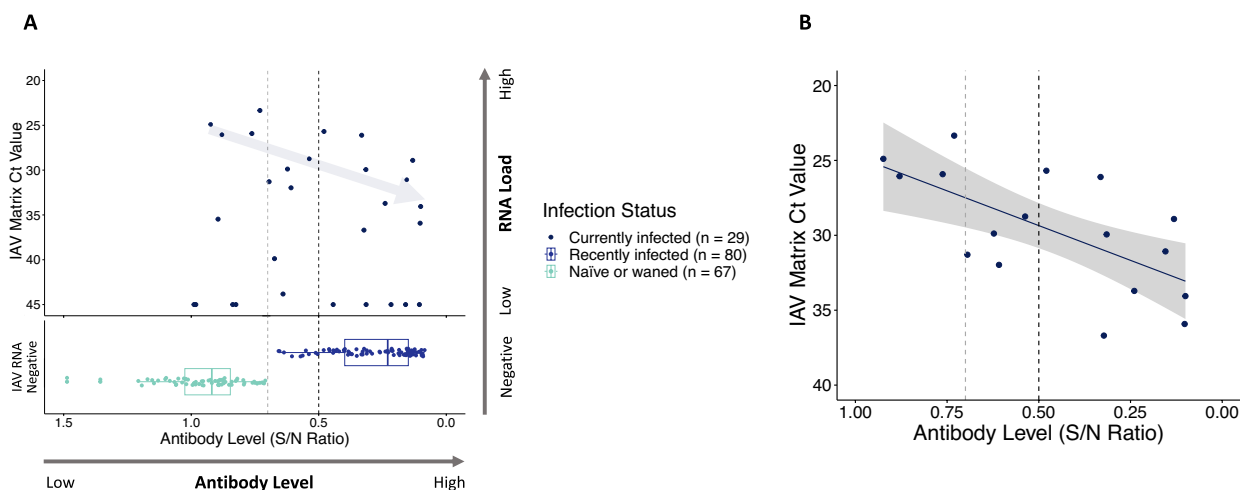 A
IAV Matrix Ct Value
20
25
30
35
40
45
IAV RNA
Negative
1.5
1.0
0.5
0.0
Antibody Level (S/N Ratio)
Low
Antibody Level
High
High
RNA Load
Low
Negative
Infection Status
Currently infected (n = 29)
Recently infected (n = 80)
Naïve or waned (n = 67)
B
IAV Matrix Ct Value
20
25
30
35
40
1.00
0.75
0.50
0.25
0.00
Antibody Level (S/N Ratio)